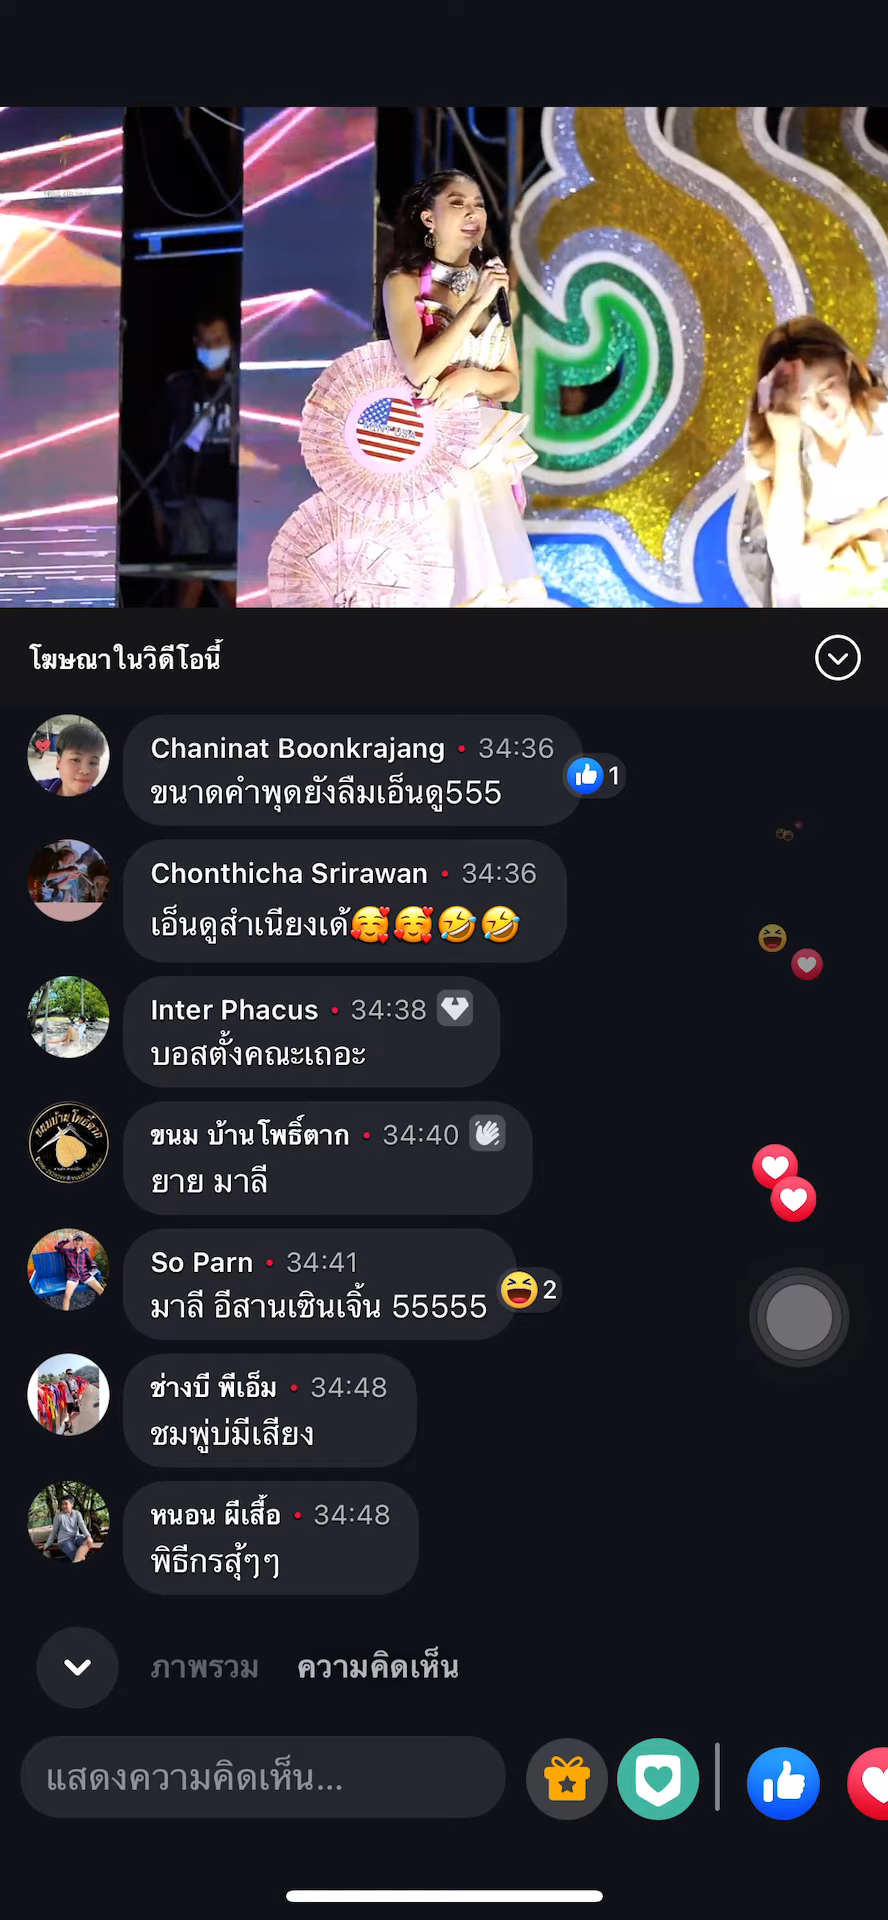 MINT USA
โฆษณาในวิดีโอนี้
Chaninat Boonkrajang • 34:36
ขนาดคำพุดยังลืมเอ็นดู555
1
Chonthicha Srirawan • 34:36
เอ็นดูสำเนียงเด้🥰🥰🤣🤣
Inter Phacus • 34:38
บอสตั้งคณะเถอะ
ขนม บ้านโพธิ์ตาก • 34:40
ยาย มาลี
So Parn • 34:41
มาลี อีสานเซินเจิ้น 55555
2
ช่างบี พีเอ็ม • 34:48
ชมพู่บ่มีเสียง
หนอน ผีเสื้อ • 34:48
พิธีกรสุ้ๆๆ
ภาพรวม ความคิดเห็น
แสดงความคิดเห็น...